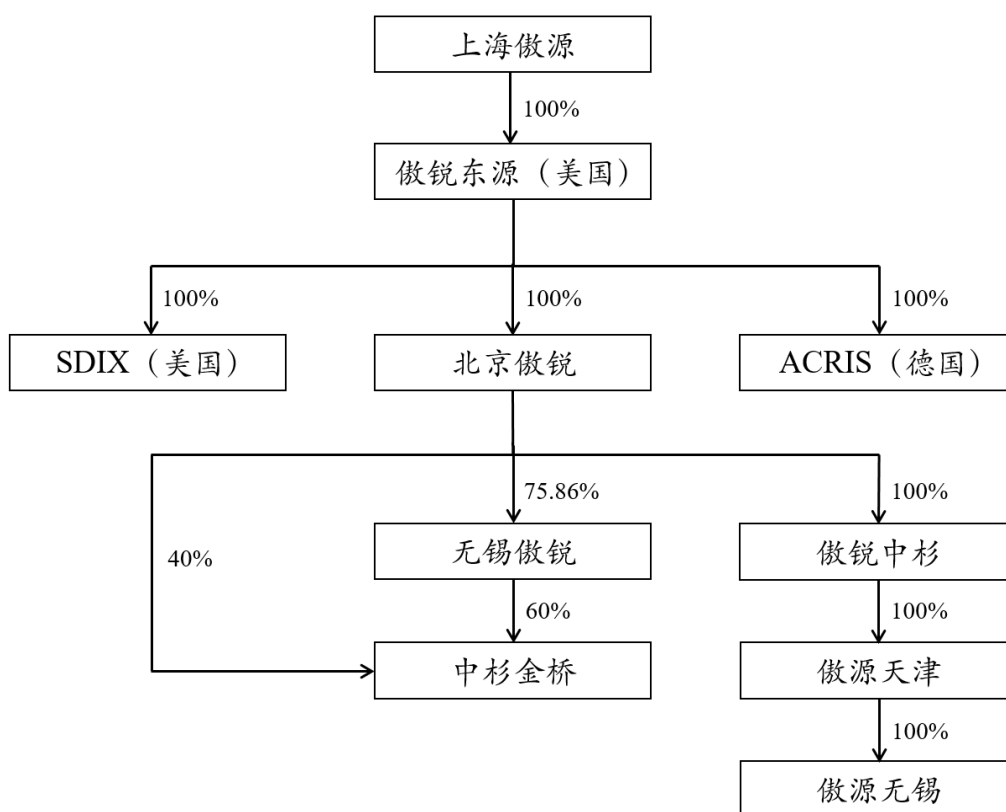 上海傲源
100%
傲锐东源（美国）
100%
100%
100%
SDIX（美国）
北京傲锐
ACRIS（德国）
75.86%
100%
40%
无锡傲锐
傲锐中杉
60%
100%
中杉金桥
傲源天津
100%
傲源无锡